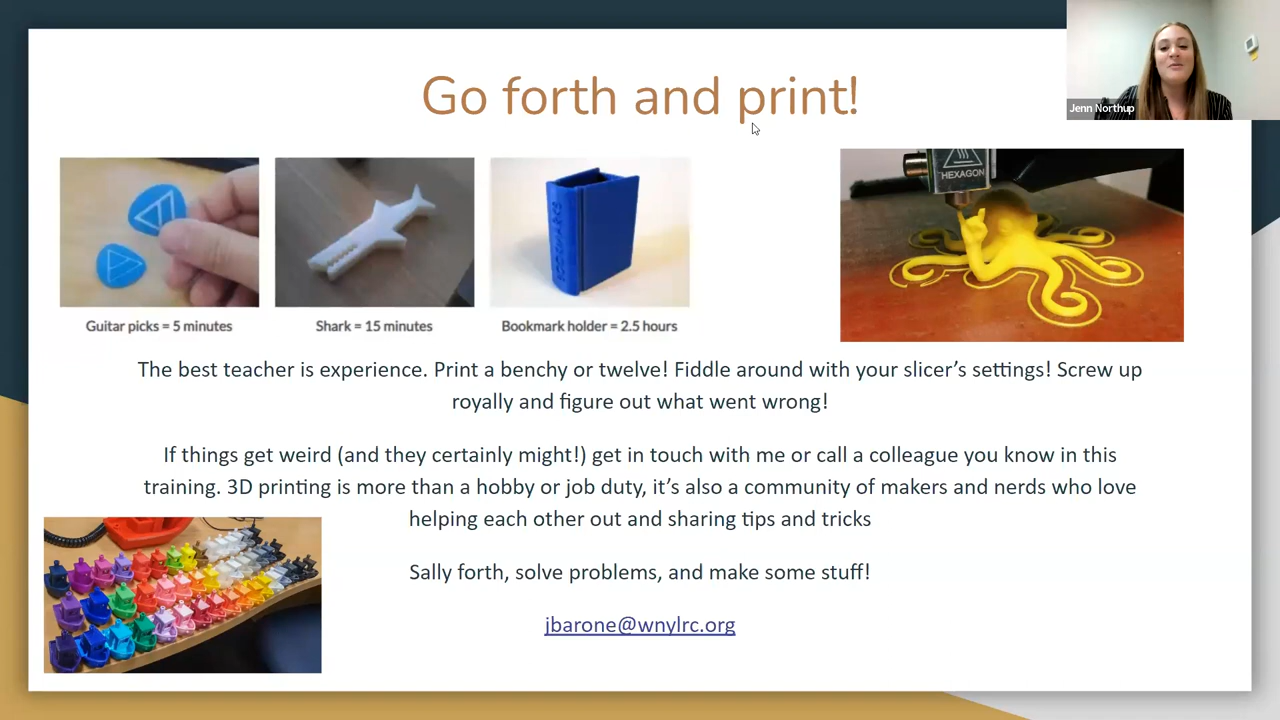 Go forth and print!
Jenn Northup
HEXAGON
BOOKMARKS
Guitar picks = 5 minutes
Shark = 15 minutes
Bookmark holder = 2.5 hours
The best teacher is experience. Print a benchy or twelve! Fiddle around with your slicer’s settings! Screw up
royally and figure out what went wrong!
If things get weird (and they certainly might!) get in touch with me or call a colleague you know in this
training. 3D printing is more than a hobby or job duty, it’s also a community of makers and nerds who love
helping each other out and sharing tips and tricks
Sally forth, solve problems, and make some stuff!
jbarone@wnylrc.org